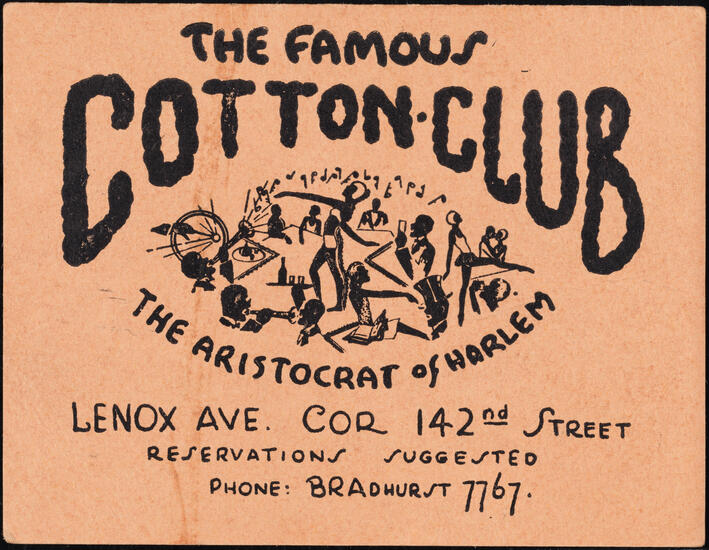 THE FAMOUS
COTTON·CLUB
THE ARISTOCRAT of HARLEM
LENOX AVE. COR 142nd STREET
RESERVATIONS SUGGESTED
PHONE: BRADHURST 7767.